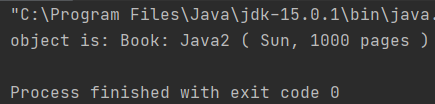 "C:\Program Files\Java\jdk-15.0.1\bin\java.
object is: Book: Java2 ( Sun, 1000 pages )
Process finished with exit code 0